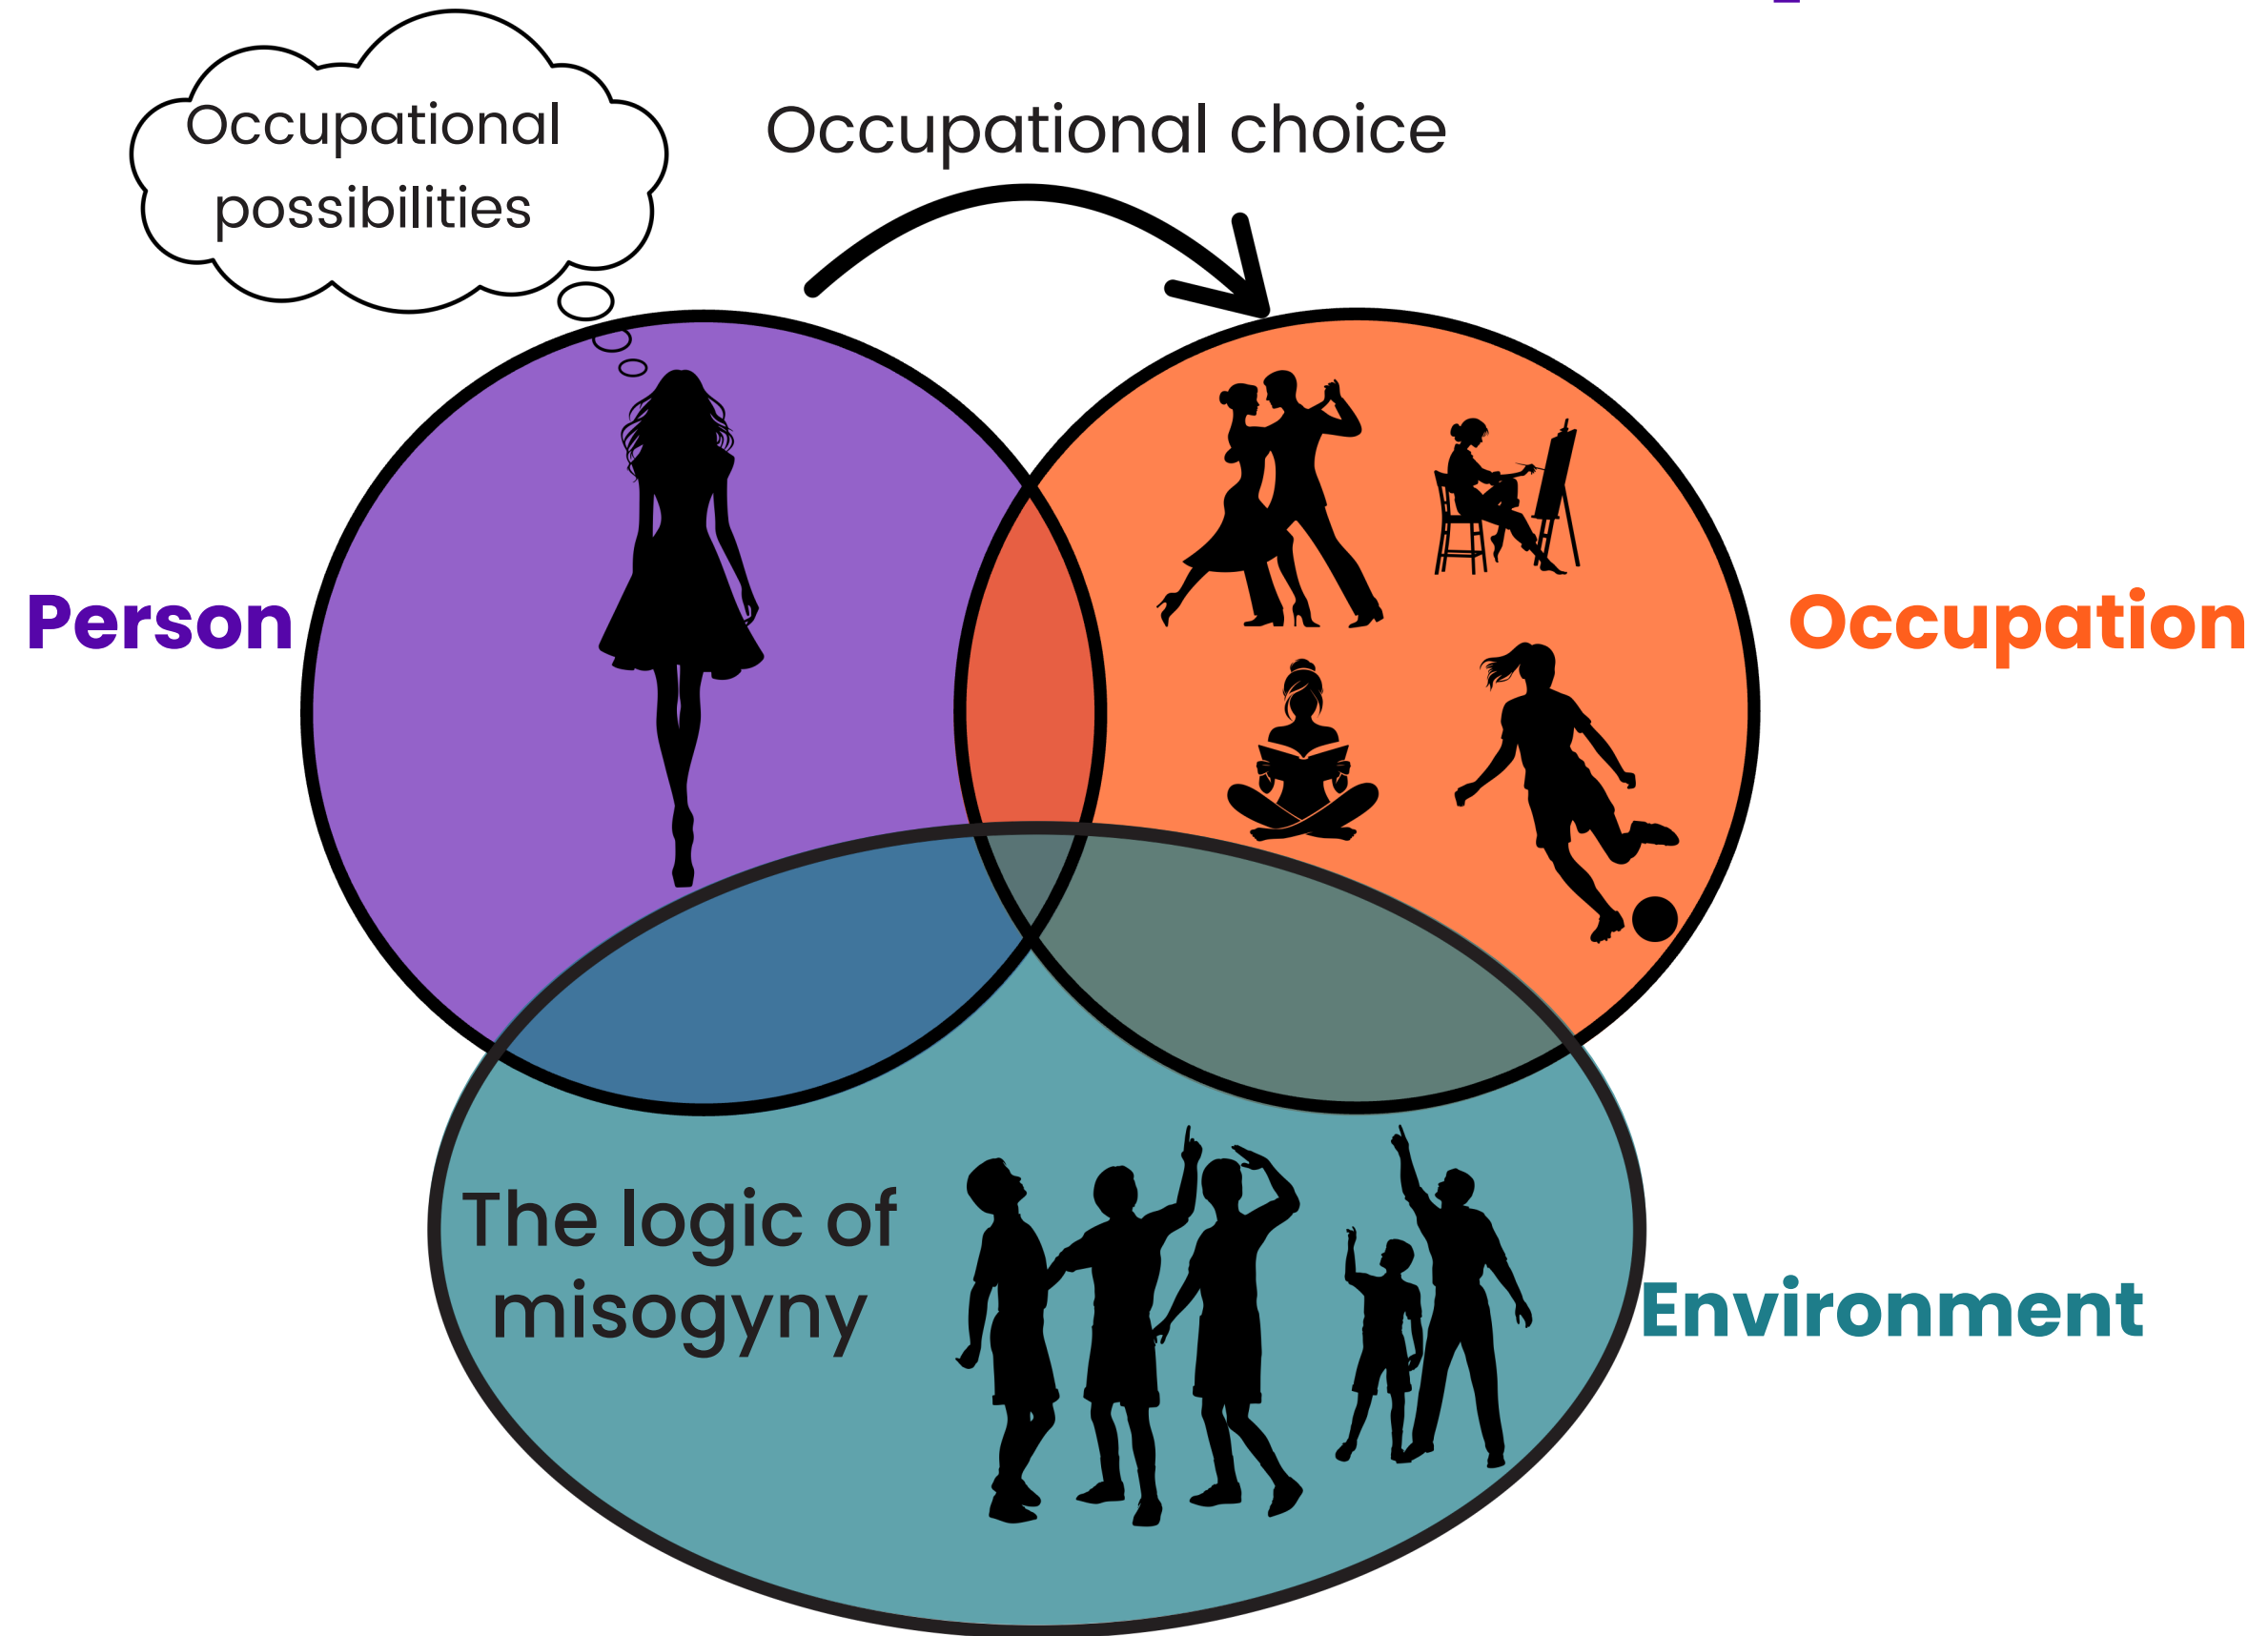 Occupational
possibilities
Occupational choice
Person
Occupation
The logic of
misogyny
Environment